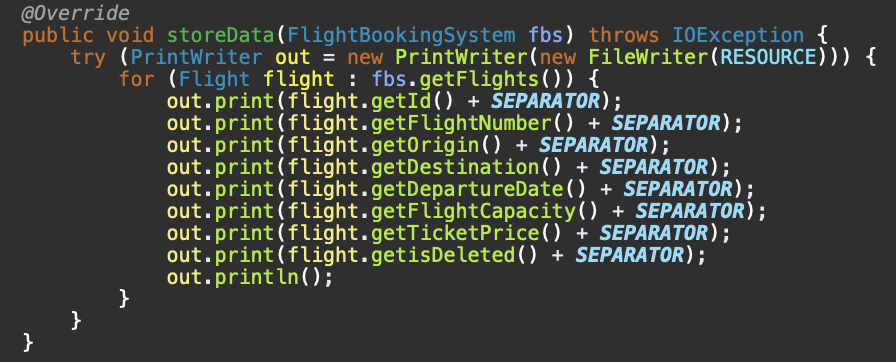 @Override
public void storeData(FlightBookingSystem fbs) throws IOException {
    try (PrintWriter out = new PrintWriter(new FileWriter(RESOURCE))) {
        for (Flight flight : fbs.getFlights()) {
            out.print(flight.getId() + SEPARATOR);
            out.print(flight.getFlightNumber() + SEPARATOR);
            out.print(flight.getOrigin() + SEPARATOR);
            out.print(flight.getDestination() + SEPARATOR);
            out.print(flight.getDepartureDate() + SEPARATOR);
            out.print(flight.getFlightCapacity() + SEPARATOR);
            out.print(flight.getTicketPrice() + SEPARATOR);
            out.print(flight.getisDeleted() + SEPARATOR);
            out.println();
        }
    }
}